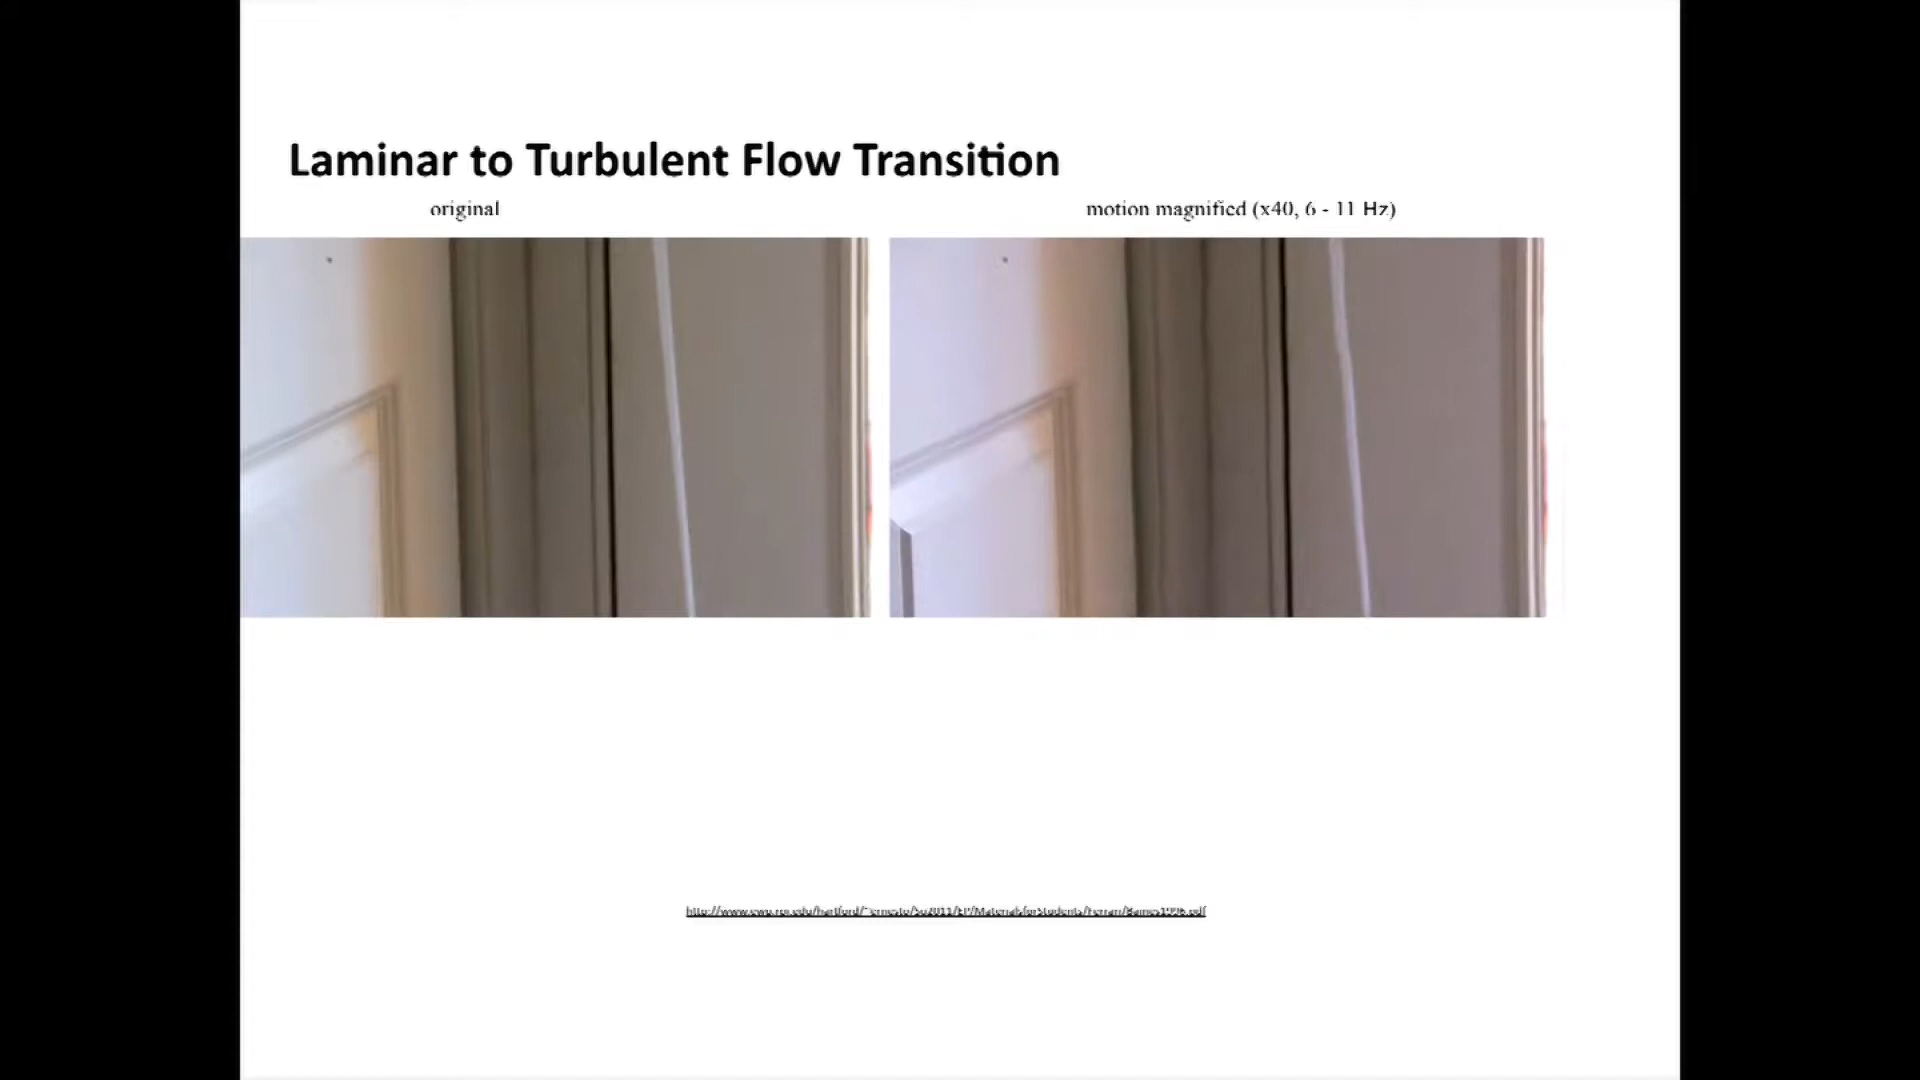 Laminar to Turbulent Flow Transition
original
motion magnified (x40, 6 - 11 Hz)